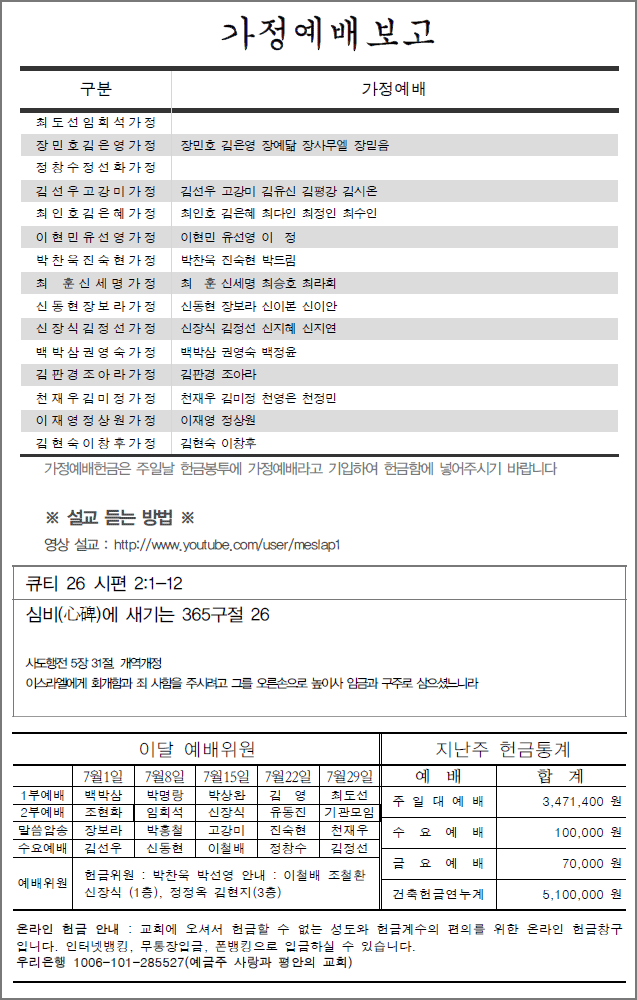 가정예배보고
구분 가정예배
최도선임회석가정
장민호김은영가정 장민호 김은영 장예닮 장사무엘 장믿음
정창수정선화가정
김선우고강미가정 김선우 고강미 김유신 김평강 김시온
최인호김은혜가정 최인호 김은혜 최다인 최정인 최수인
이현민유선영가정 이현민 유선영 이 정
박찬욱진숙현가정 박찬욱 진숙현 박드림
최 훈신세명가정 최 훈 신세명 최승호 최라희
신동현장보라가정 신동현 장보라 신이본 신이안
신장식김정선가정 신장식 김정선 신지혜 신지연
백박삼권영숙가정 백박삼 권영숙 백정윤
김판경조아라가정 김판경 조아라
천재우김미정가정 천재우 김미정 천영은 천정민
이재영정상원가정 이재영 정상원
김현숙이창후가정 김현숙 이창후
가정예배헌금은 주일날 헌금봉투에 가정예배라고 기입하여 헌금함에 넣어주시기 바랍니다
※ 설교 듣는 방법 ※
영상 설교 : http://www.youtube.com/user/meslap1
큐티 26 시편 2:1-12
심비(心碑)에 새기는 365구절 26
사도행전 5장 31절, 개역개정
이스라엘에게 회개함과 죄 사함을 주시려고 그를 오른손으로 높이사 임금과 구주로 삼으셨느니라
이달 예배위원
7월1일 7월8일 7월15일 7월22일 7월29일
1부예배 백박삼 박명랑 박상완 김 영 최도선
2부예배 조현화 임회석 신장식 유동진 기관모임
말씀암송 장보라 박홍철 고강미 진숙현 천재우
수요예배 김선우 신동현 이철배 정창수 김정선
예배위원 헌금위원 : 박찬욱 박선영 안내 : 이철배 조철환
신장식 (1층), 정정옥 김현지(3층)
지난주 헌금통계
예 배 합 계
주일대예배 3,471,400 원
수 요 예 배 100,000 원
금 요 예 배 70,000 원
건축헌금연누계 5,100,000 원
온라인 헌금 안내 : 교회에 오셔서 헌금할 수 없는 성도와 헌금계수의 편의를 위한 온라인 헌금창구
입니다. 인터넷뱅킹, 무통장입금, 폰뱅킹으로 입금하실 수 있습니다.
우리은행 1006-101-285527(예금주 사랑과 평안의 교회)